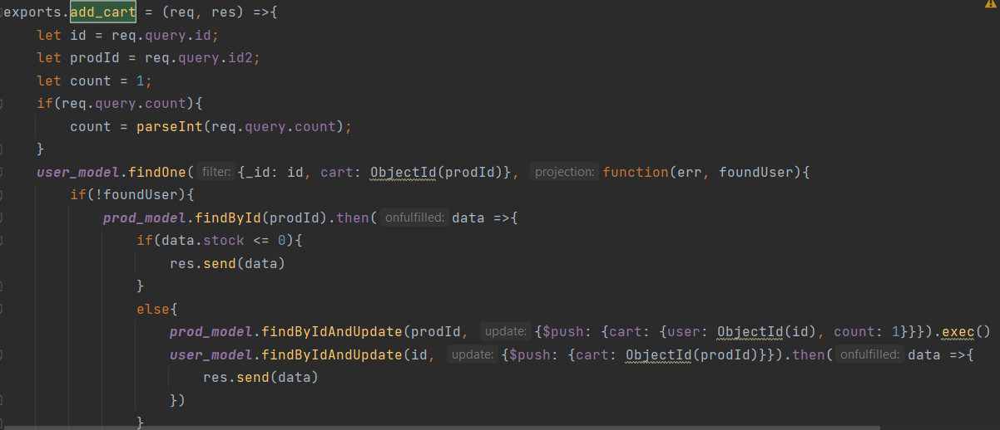 exports.add_cart = (req, res) =>{
    let id = req.query.id;
    let prodId = req.query.id2;
    let count = 1;
    if(req.query.count){
        count = parseInt(req.query.count);
    }
    user_model.findOne( filter: {_id: id, cart: ObjectId(prodId)}, projection: function(err, foundUser){
        if(!foundUser){
            prod_model.findById(prodId).then( onfulfilled: data =>{
                if(data.stock <= 0){
                    res.send(data)
                }
                else{
                    prod_model.findByIdAndUpdate(prodId, update: {$push: {cart: {user: ObjectId(id), count: 1}}}).exec()
                    user_model.findByIdAndUpdate(id, update: {$push: {cart: ObjectId(prodId)}}).then( onfulfilled: data =>{
                        res.send(data)
                    })
                }